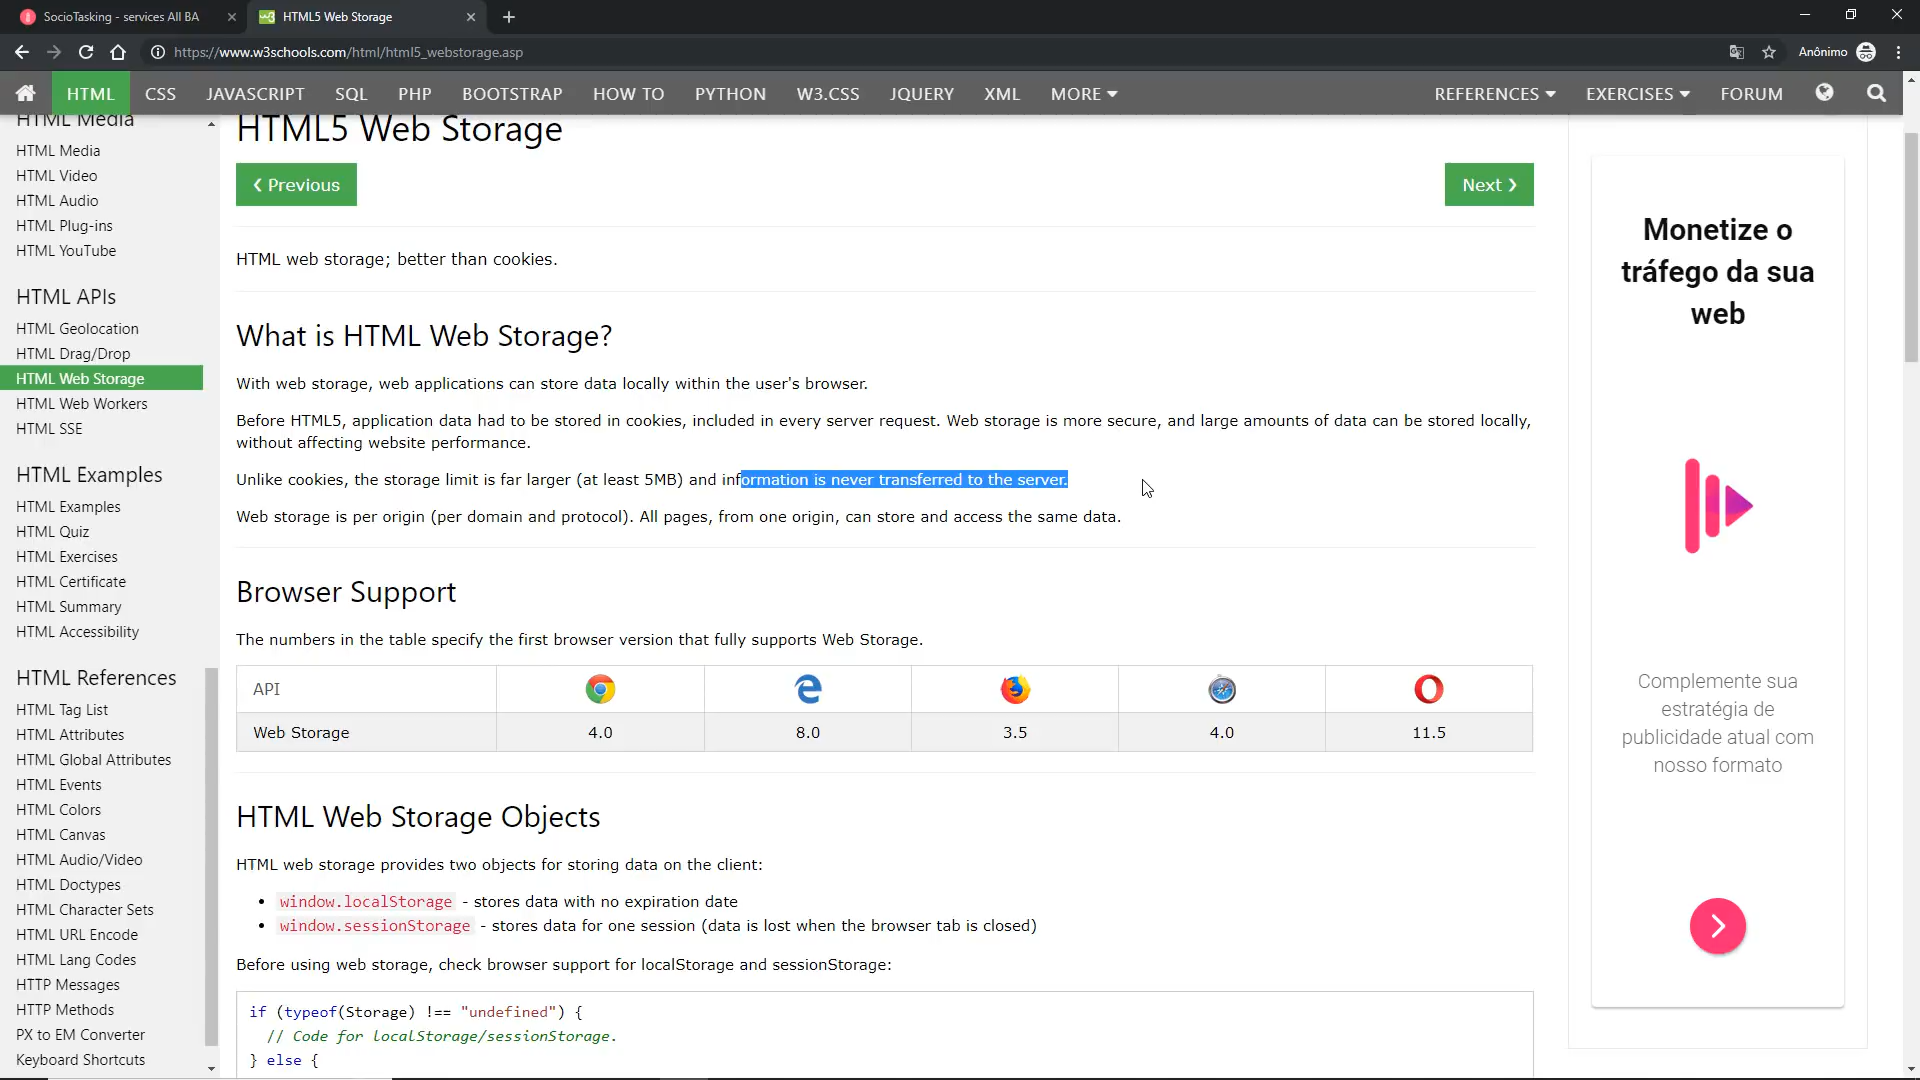 SocioTasking - services All BA
HTML5 Web Storage
https://www.w3schools.com/html/html5_webstorage.asp
Anônimo
HTML
CSS
JAVASCRIPT
SQL
PHP
BOOTSTRAP
HOW TO
PYTHON
W3.CSS
JQUERY
XML
MORE
REFERENCES
EXERCISES
FORUM
HTML Media
HTML Media
HTML Video
HTML Audio
HTML Plug-ins
HTML YouTube
HTML APIs
HTML Geolocation
HTML Drag/Drop
HTML Web Storage
HTML Web Workers
HTML SSE
HTML Examples
HTML Examples
HTML Quiz
HTML Exercises
HTML Certificate
HTML Summary
HTML Accessibility
HTML References
HTML Tag List
HTML Attributes
HTML Global Attributes
HTML Events
HTML Colors
HTML Canvas
HTML Audio/Video
HTML Doctypes
HTML Character Sets
HTML URL Encode
HTML Lang Codes
HTTP Messages
HTTP Methods
PX to EM Converter
Keyboard Shortcuts
HTML5 Web Storage
❮ Previous
Next ❯
HTML web storage; better than cookies.
What is HTML Web Storage?
With web storage, web applications can store data locally within the user's browser.
Before HTML5, application data had to be stored in cookies, included in every server request. Web storage is more secure, and large amounts of data can be stored locally,
without affecting website performance.
Unlike cookies, the storage limit is far larger (at least 5MB) and information is never transferred to the server.
Web storage is per origin (per domain and protocol). All pages, from one origin, can store and access the same data.
Browser Support
The numbers in the table specify the first browser version that fully supports Web Storage.
API
Web Storage 4.0 8.0 3.5 4.0 11.5
HTML Web Storage Objects
HTML web storage provides two objects for storing data on the client:
• window.localStorage - stores data with no expiration date
• window.sessionStorage - stores data for one session (data is lost when the browser tab is closed)
Before using web storage, check browser support for localStorage and sessionStorage:
if (typeof(Storage) !== "undefined") {
// Code for localStorage/sessionStorage.
} else {
Monetize o
tráfego da sua
web
Complemente sua
estratégia de
publicidade atual com
nosso formato